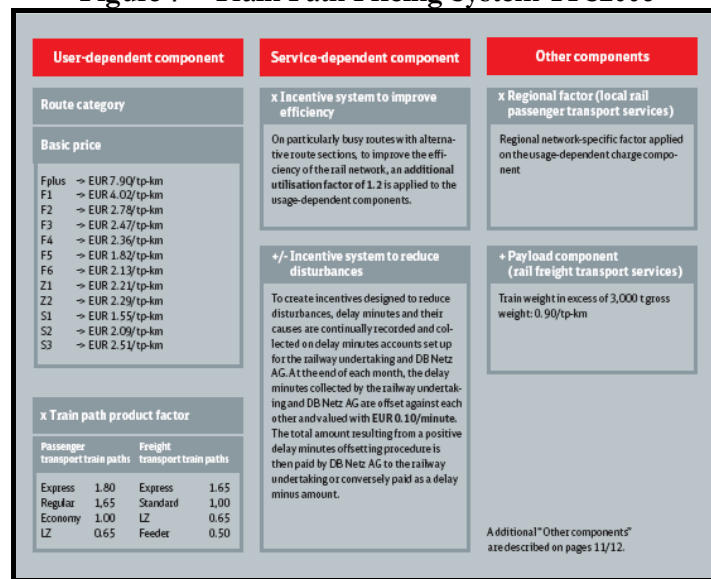 Figure Train Path Pricing System
User-dependent component
Route category
Basic price
Fplus -> EUR 7.90/tp-km
F1 -> EUR 4.02/tp-km
F2 -> EUR 2.78/tp-km
F3 -> EUR 2.47/tp-km
F4 -> EUR 2.36/tp-km
F5 -> EUR 1.82/tp-km
F6 -> EUR 2.13/tp-km
Z1 -> EUR 2.21/tp-km
Z2 -> EUR 2.29/tp-km
S1 -> EUR 1.55/tp-km
S2 -> EUR 2.09/tp-km
S3 -> EUR 2.51/tp-km
x Train path product factor
Passenger Freight
transport train paths transport train paths
Express 1.80 Express 1.65
Regular 1,65 Standard 1,00
Economy 1.00 LZ 0.65
LZ 0.65 Feeder 0.50
Service-dependent component
x Incentive system to improve
efficiency
On particularly busy routes with alterna-
tive route sections, to improve the effi-
ciency of the rail network, an additional
utilisation factor of 1.2 is applied to the
usage-dependent components.
+/- Incentive system to reduce
disturbances
To create incentives designed to reduce
disturbances, delay minutes and their
causes are continually recorded and col-
lected on delay minutes accounts set up
for the railway undertaking and DB Netz
AG. At the end of each month, the delay
minutes collected by the railway undertak-
ing and DB Netz AG are offset against each
other and valued with EUR 0.10/minute.
The total amount resulting from a positive
delay minutes offsetting procedure is
then paid by DB Netz AG to the railway
undertaking or conversely paid as a delay
minus amount.
Other components
x Regional factor (local rail
passenger transport services)
Regional network-specific factor applied
on the usage-dependent charge compo-
nent
+ Payload component
(rail freight transport services)
Train weight in excess of 3,000 t gross
weight: 0.90/tp-km
Additional "Other components"
are described on pages 11/12.